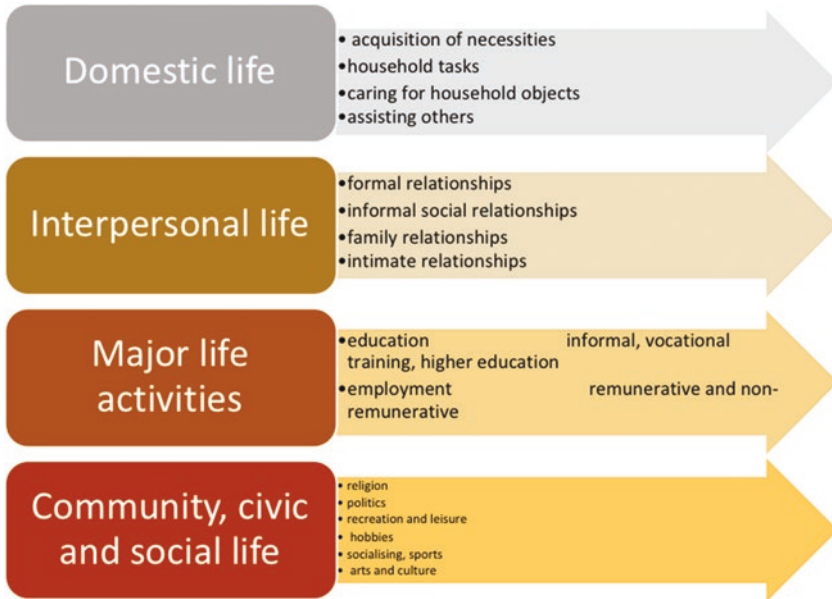 Domestic life
• acquisition of necessities
•household tasks
•caring for household objects
•assisting others
Interpersonal life
•formal relationships
•informal social relationships
•family relationships
•intimate relationships
Major life
activities
•education informal, vocational
training, higher education
•employment remunerative and non-
remunerative
Community, civic
and social life
• religion
• politics
• recreation and leisure
• hobbies
• socialising, sports
• arts and culture